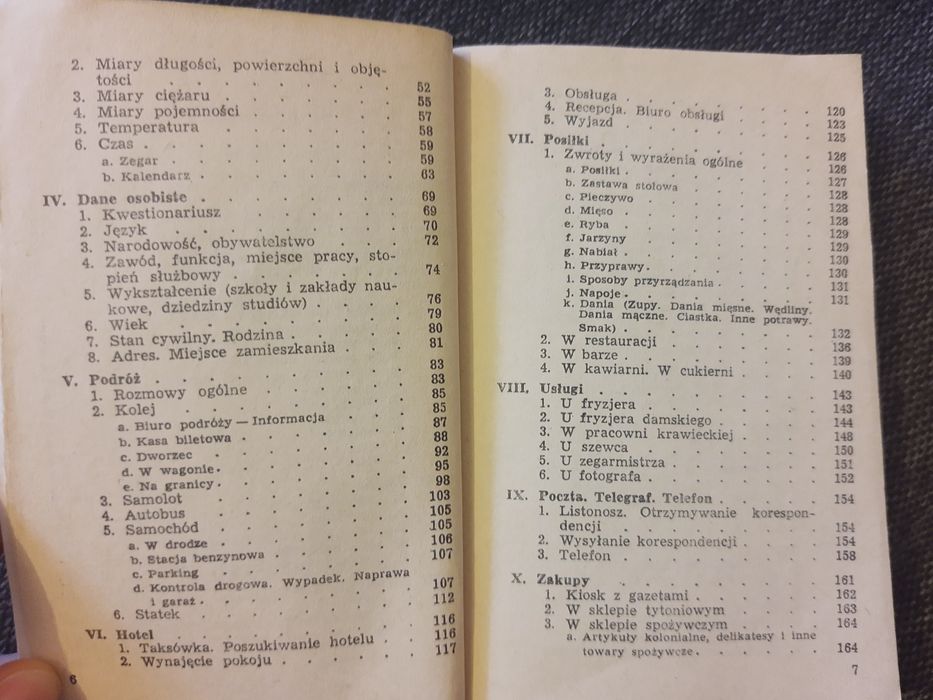 2. Miary długości, powierzchni i obję-
tości . . . . . . . . 52
3. Miary ciężaru . . . . . . 55
4. Miary pojemności . . . . . 57
5. Temperatura . . . . . . 58
6. Czas . . . . . . . . 59
a. Zegar . . . . . . . 59
b. Kalendarz . . . . . . 63
IV. Dane osobiste . . . . . . 69
1. Kwestionariusz . . . . . 69
2. Język . . . . . . . 70
3. Narodowość, obywatelstwo . . . 72
4. Zawód, funkcja, miejsce pracy, sto-
pień służbowy . . . . . . 74
5. Wykształcenie (szkoły i zakłady nau-
kowe, dziedziny studiów) . . . . 76
6. Wiek . . . . . . . 79
7. Stan cywilny. Rodzina . . . . 80
8. Adres. Miejsce zamieszkania . . . 81
V. Podróż . . . . . . . . 83
1. Rozmowy ogólne . . . . . 83
2. Kolej . . . . . . . 85
a. Biuro podróży — Informacja . . . 85
b. Kasa biletowa . . . . . 87
c. Dworzec . . . . . . 88
d. W wagonie . . . . . . 92
e. Na granicy . . . . . . 95
3. Samolot . . . . . . . 98
4. Autobus . . . . . . . 103
5. Samochód . . . . . . 105
a. W drodze . . . . . . 105
b. Stacja benzynowa . . . . 106
c. Parking . . . . . . 107
d. Kontrola drogowa. Wypadek. Naprawa
i garaż . . . . . . . 107
6. Statek . . . . . . . 112
VI. Hotel . . . . . . . . 116
1. Taksówka. Poszukiwanie hotelu . . 116
2. Wynajęcie pokoju . . . . . 117
6
3. Obsługa . . . . . . . 120
4. Recepcja. Biuro obsługi . . . . 123
5. Wyjazd . . . . . . . 125
VII. Posiłki . . . . . . . . 126
1. Zwroty i wyrażenia ogólne . . . 126
a. Posiłki . . . . . . . 127
b. Zastawa stołowa . . . . . 128
c. Pieczywo . . . . . . 128
d. Mięso . . . . . . . 128
e. Ryba . . . . . . . 129
f. Jarzyny . . . . . . 129
g. Nabiał . . . . . . . 130
h. Przyprawy . . . . . . 130
i. Sposoby przyrządzania . . . . 131
j. Napoje . . . . . . . 131
k. Dania (Zupy. Dania mięsne. Wędliny.
Dania mączne. Ciastka. Inne potrawy.
Smak) . . . . . . . 132
2. W restauracji . . . . . . 136
3. W barze . . . . . . . 139
4. W kawiarni. W cukierni . . . . 140
VIII. Usługi . . . . . . . . 143
1. U fryzjera . . . . . . 143
2. U fryzjera damskiego . . . . 144
3. W pracowni krawieckiej . . . . 148
4. U szewca . . . . . . 150
5. U zegarmistrza . . . . . 151
6. U fotografa . . . . . . 152
IX. Poczta. Telegraf. Telefon . . . . 154
1. Listonosz. Otrzymywanie korespon-
dencji . . . . . . . 154
2. Wysyłanie korespondencji . . . . 154
3. Telefon . . . . . . . 158
X. Zakupy . . . . . . . 161
1. Kiosk z gazetami . . . . . 162
2. W sklepie tytoniowym . . . . 163
3. W sklepie spożywczym . . . . 164
a. Artykuły kolonialne, delikatesy i inne
towary spożywcze . . . . . 164
7